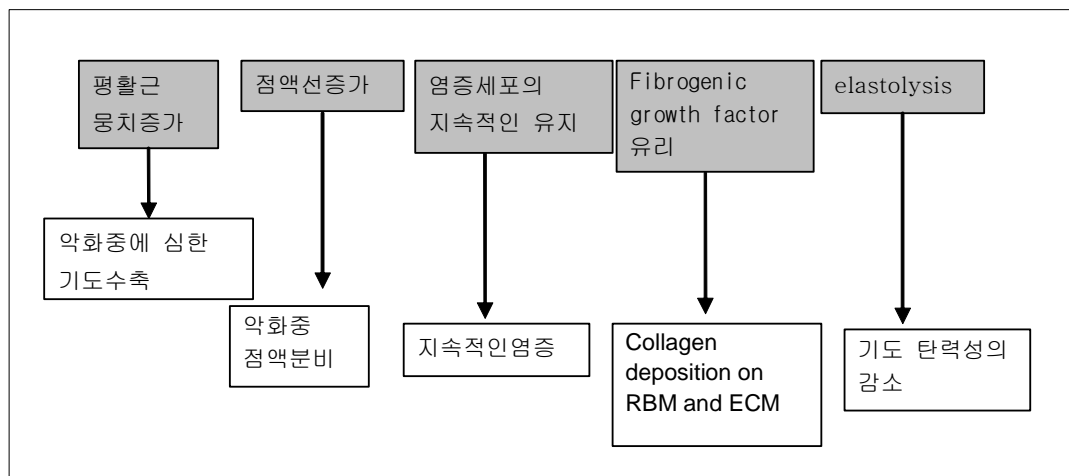 평활근
뭉치증가
점액선증가
염증세포의
지속적인 유지
Fibrogenic
growth factor
유리
elastolysis
악화중에 심한
기도수축
악화중
점액분비
지속적인염증
Collagen
deposition on
RBM and ECM
기도 탄력성의
감소